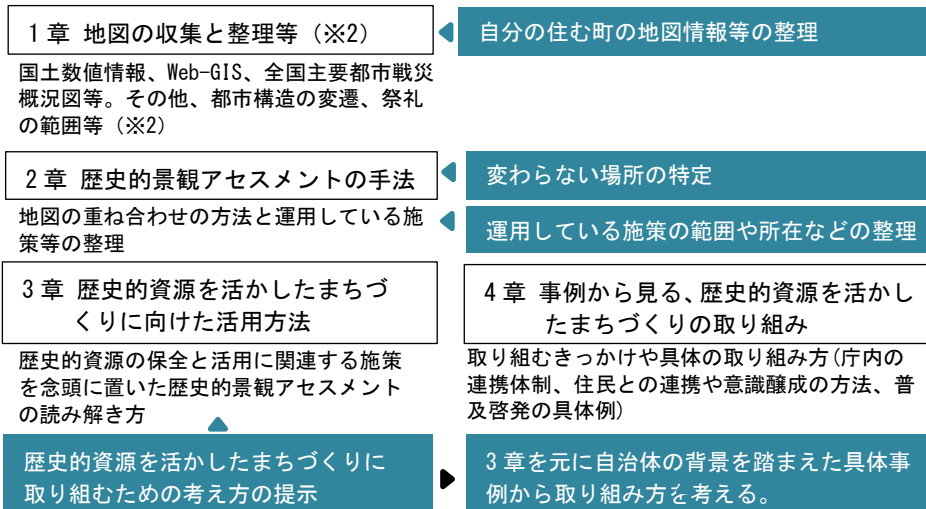 1章 地図の収集と整理等（※2）
自分の住む町の地図情報等の整理
国土数値情報、Web-GIS、全国主要都市戦災
概況図等。その他、都市構造の変遷、祭礼
の範囲等（※2）
2章 歴史的景観アセスメントの手法
変わらない場所の特定
地図の重ね合わせの方法と運用している施
策等の整理
運用している施策の範囲や所在などの整理
3章 歴史的資源を活かしたまちづ
くりに向けた活用方法
歴史的資源の保全と活用に関連する施策
を念頭に置いた歴史的景観アセスメント
の読み解き方
4章 事例から見る、歴史的資源を活かし
たまちづくりの取り組み
取り組むきっかけや具体の取り組み方(庁内の
連携体制、住民との連携や意識醸成の方法、普
及啓発の具体例)
歴史的資源を活かしたまちづくりに
取り組むための考え方の提示
3章を元に自治体の背景を踏まえた具体事
例から取り組み方を考える。